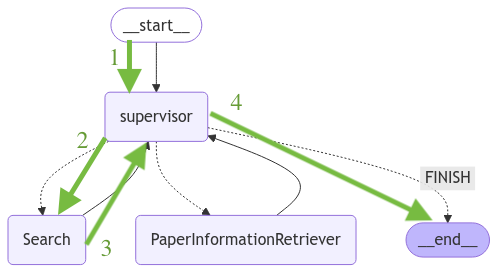 __start__
1
4
supervisor
2
FINISH
3
Search
PaperInformationRetriever
__end__